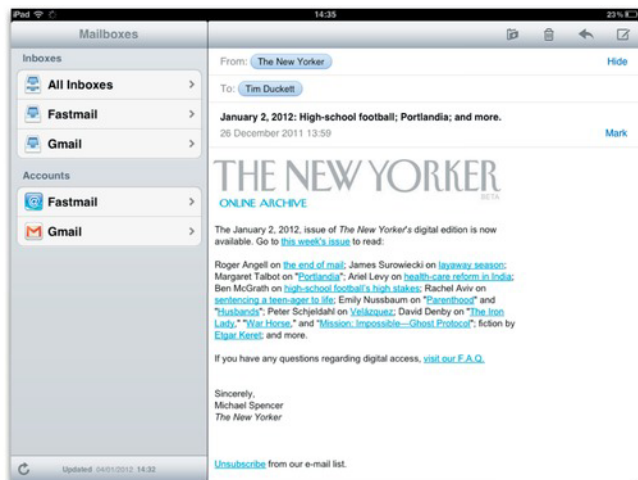 iPad 14:35 23%
Mailboxes
Inboxes
All Inboxes
Fastmail
Gmail
Accounts
Fastmail
Gmail
Updated 04/01/2012 14:32
From: The New Yorker Hide
To: Tim Duckett
January 2, 2012: High-school football; Portlandia; and more.
26 December 2011 13:59 Mark
THE NEW YORKER
ONLINE ARCHIVE BETA
The January 2, 2012, issue of The New Yorker's digital edition is now
available. Go to this week's issue to read:
Roger Angell on the end of mail; James Surowiecki on layaway season;
Margaret Talbot on "Portlandia"; Ariel Levy on health-care reform in India;
Ben McGrath on high-school football's high stakes; Rachel Aviv on
sentencing a teen-ager to life; Emily Nussbaum on "Parenthood" and
"Husbands"; Peter Schjeldahl on Velázquez; David Denby on "The Iron
Lady," "War Horse," and "Mission: Impossible—Ghost Protocol"; fiction by
Etgar Keret; and more.
If you have any questions regarding digital access, visit our F.A.Q.
Sincerely,
Michael Spencer
The New Yorker
Unsubscribe from our e-mail list.